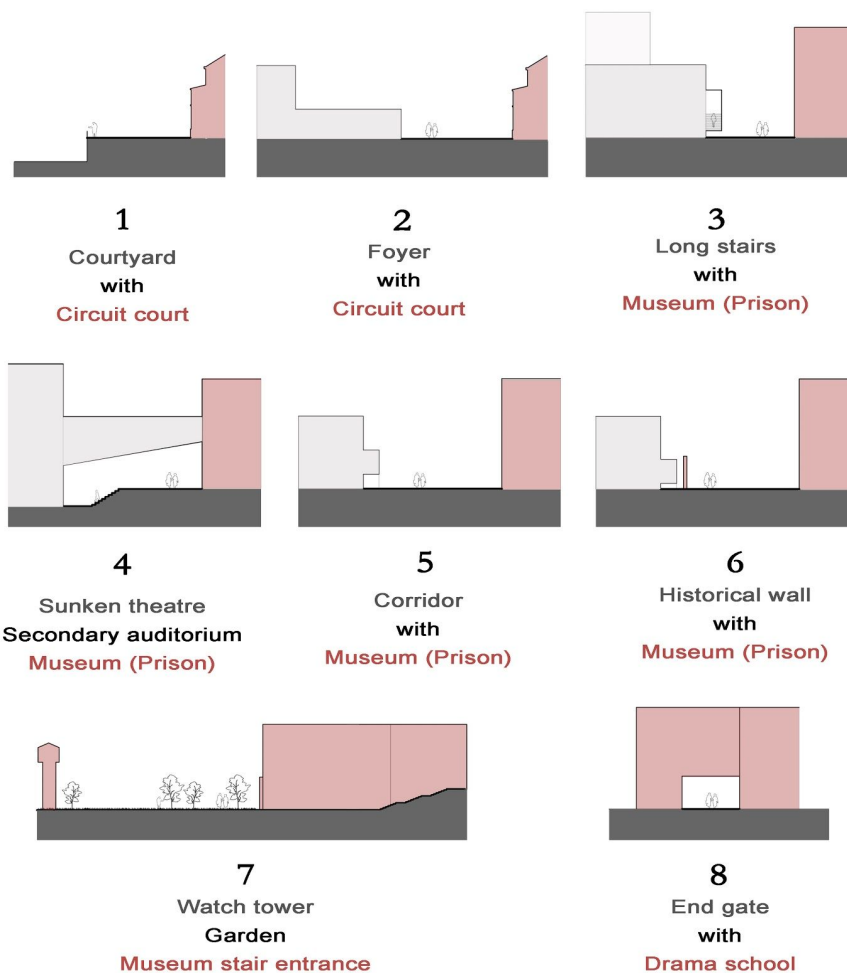 1
Courtyard
with
Circuit court
2
Foyer
with
Circuit court
3
Long stairs
with
Museum (Prison)
4
Sunken theatre
Secondary auditorium
Museum (Prison)
5
Corridor
with
Museum (Prison)
6
Historical wall
with
Museum (Prison)
7
Watch tower
Garden
Museum stair entrance
8
End gate
with
Drama school